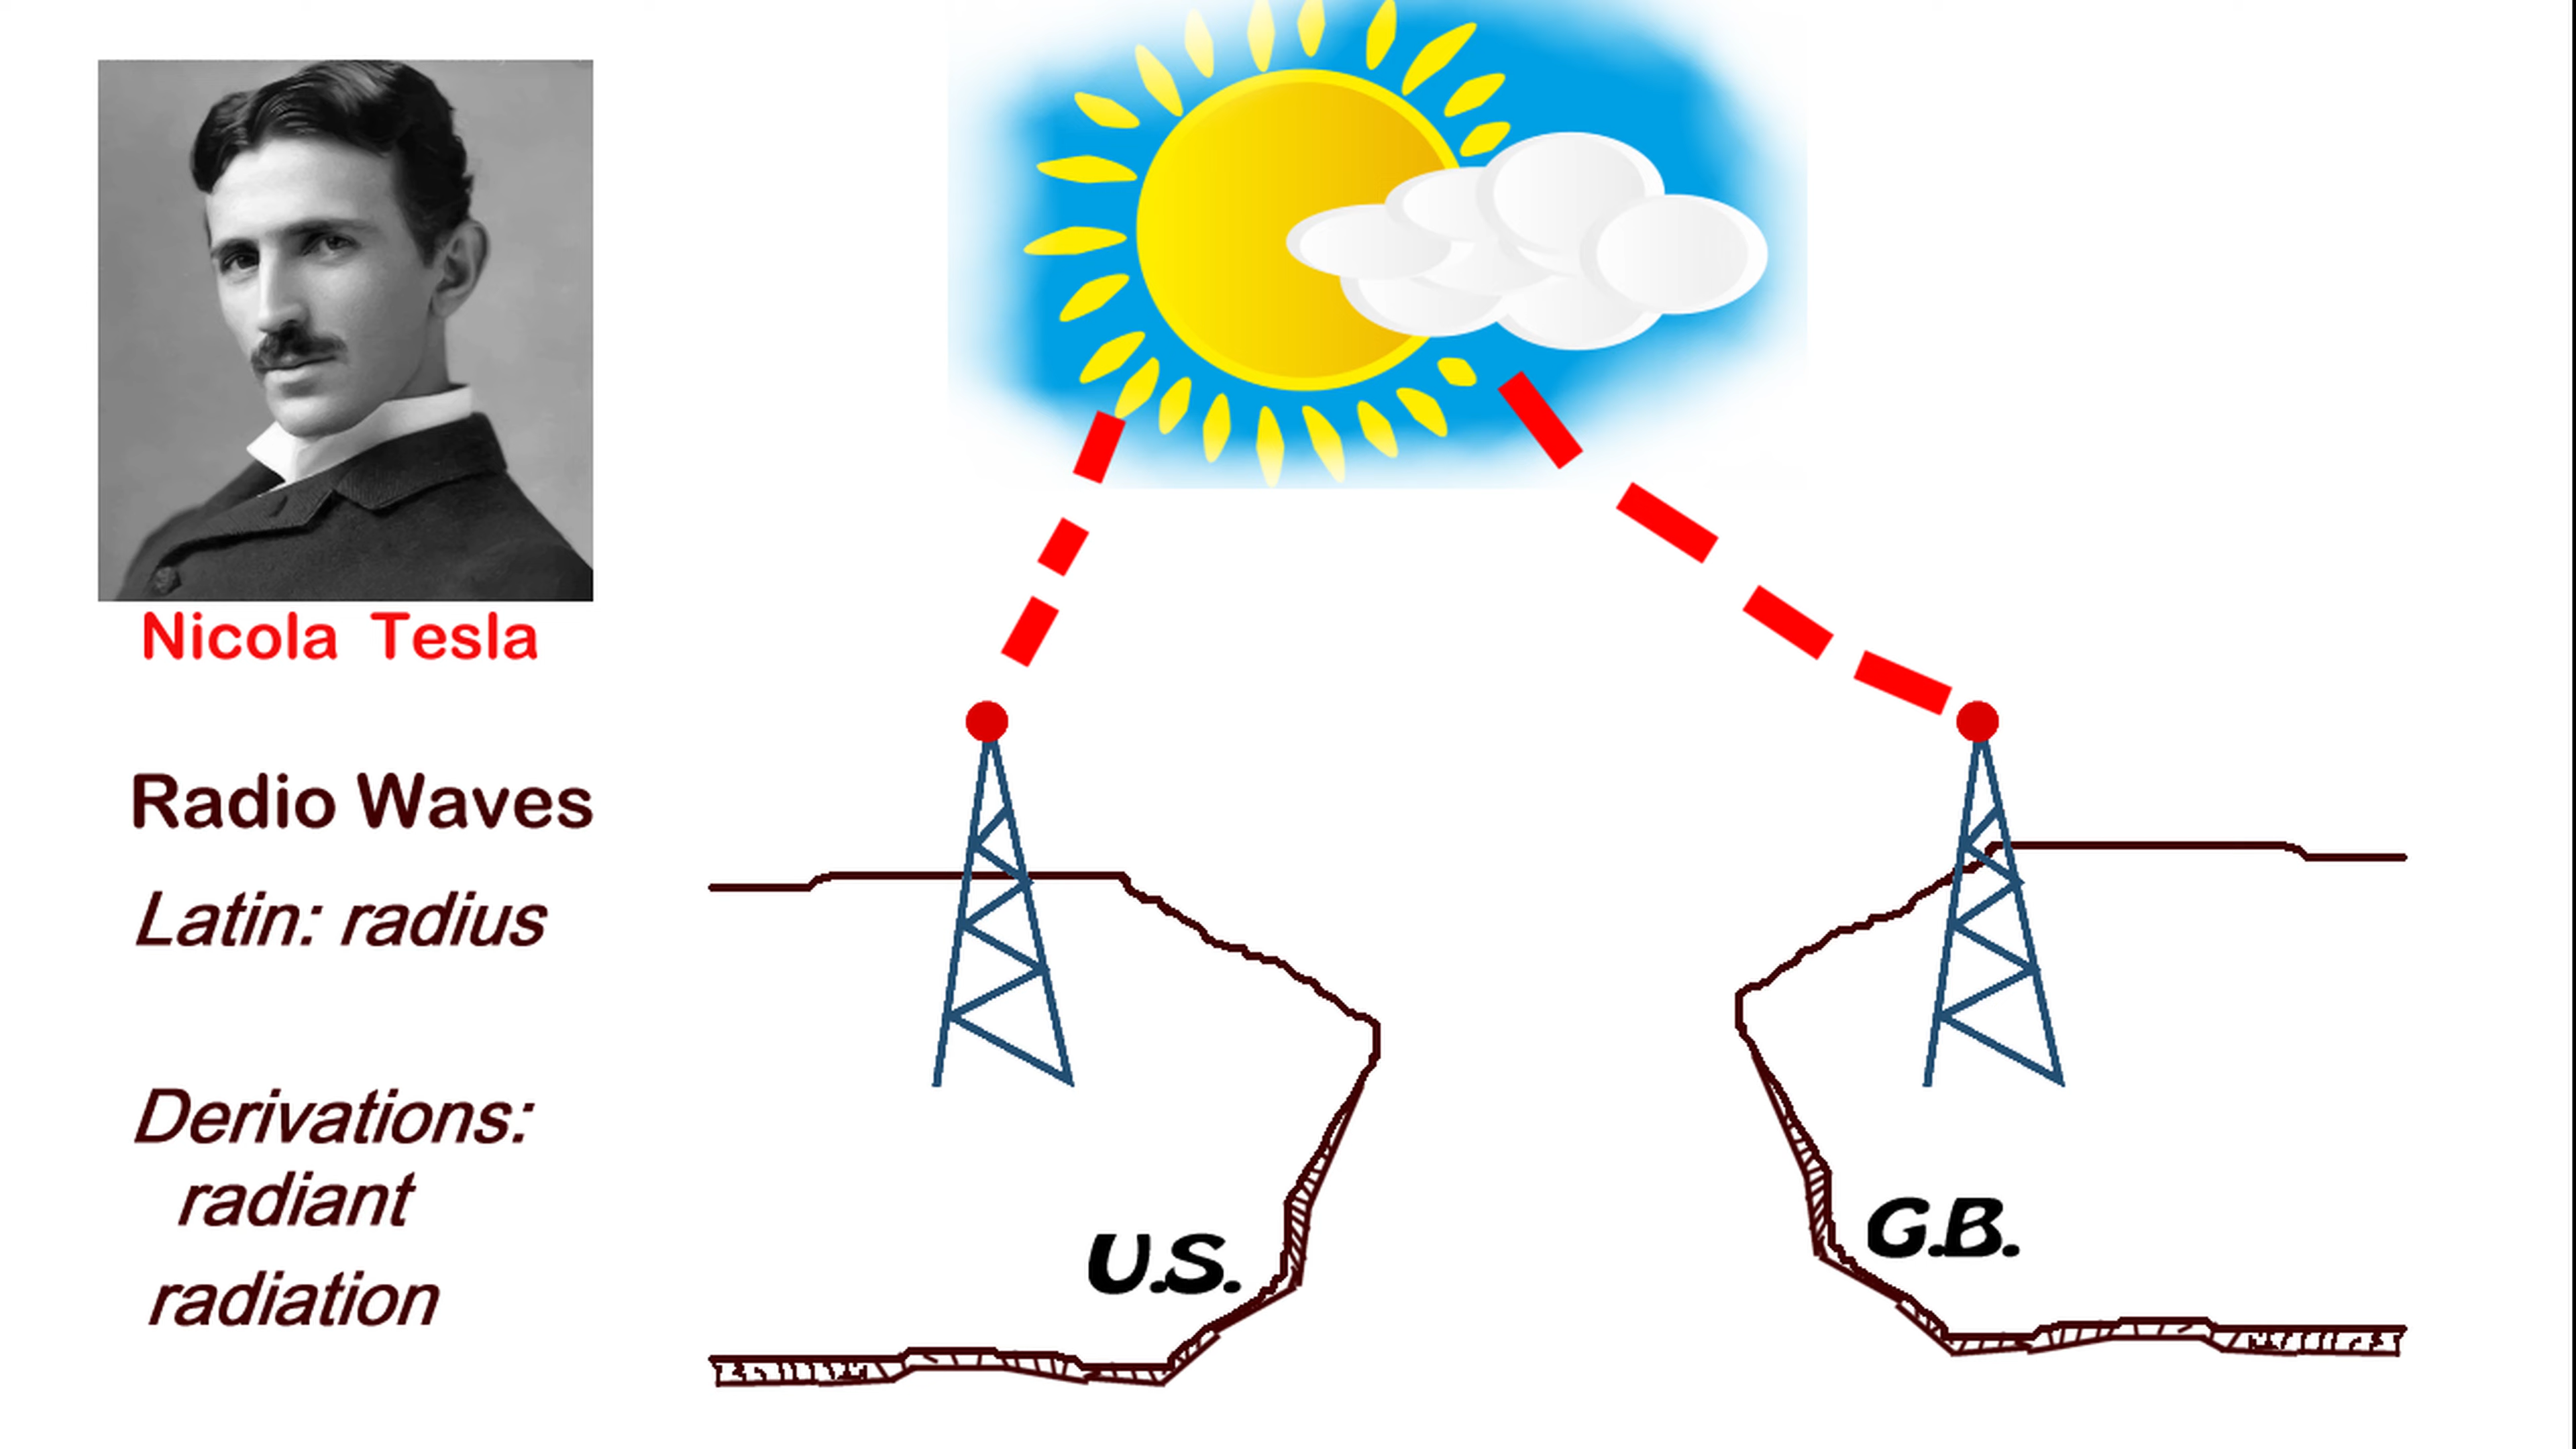 Nicola Tesla
Radio Waves
Latin: radius
Derivations:
radiant
radiation
U.S.
G.B.